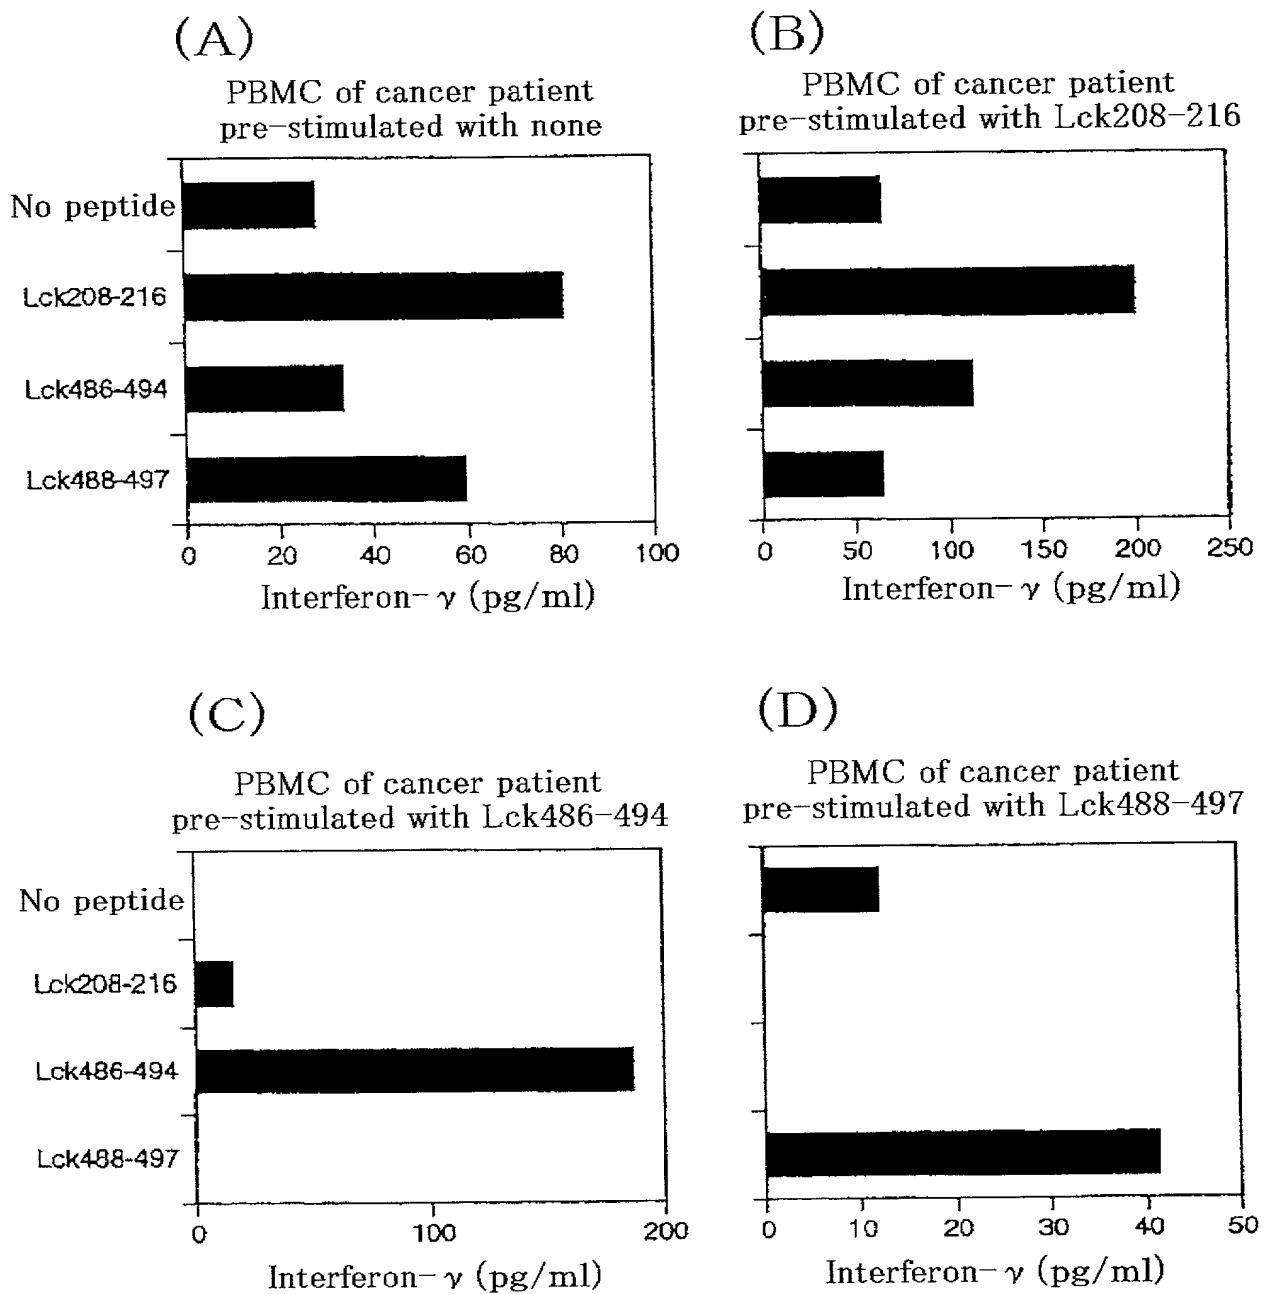 (A)
PBMC of cancer patient
pre-stimulated with none
No peptide
Lck208-216
Lck486-494
Lck488-497
0 20 40 60 80 100
Interferon- γ (pg/ml)
(B)
PBMC of cancer patient
pre-stimulated with Lck208-216
0 50 100 150 200 250
Interferon- γ (pg/ml)
(C)
PBMC of cancer patient
pre-stimulated with Lck486-494
No peptide
Lck208-216
Lck486-494
Lck488-497
0 100 200
Interferon- γ (pg/ml)
(D)
PBMC of cancer patient
pre-stimulated with Lck488-497
0 10 20 30 40 50
Interferon- γ (pg/ml)